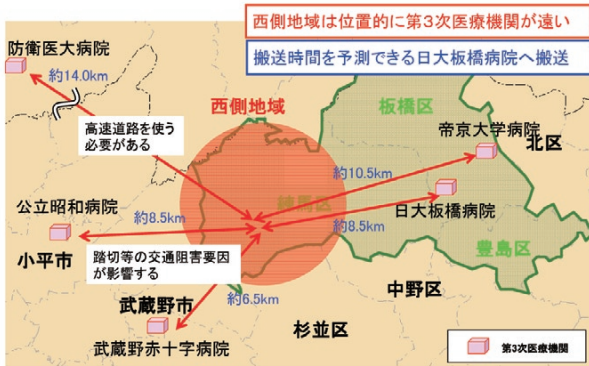 西側地域は位置的に第3次医療機関が遠い
搬送時間を予測できる日大板橋病院へ搬送
防衛医大病院
約14.0km
西側地域
板橋区
帝京大学病院
北区
高速道路を使う
必要がある
約10.5km
公立昭和病院
約8.5km
練馬区
日大板橋病院
約8.5km
小平市
踏切等の交通阻害要因
が影響する
豊島区
約6.5km
中野区
武蔵野市
杉並区
武蔵野赤十字病院
第3次医療機関